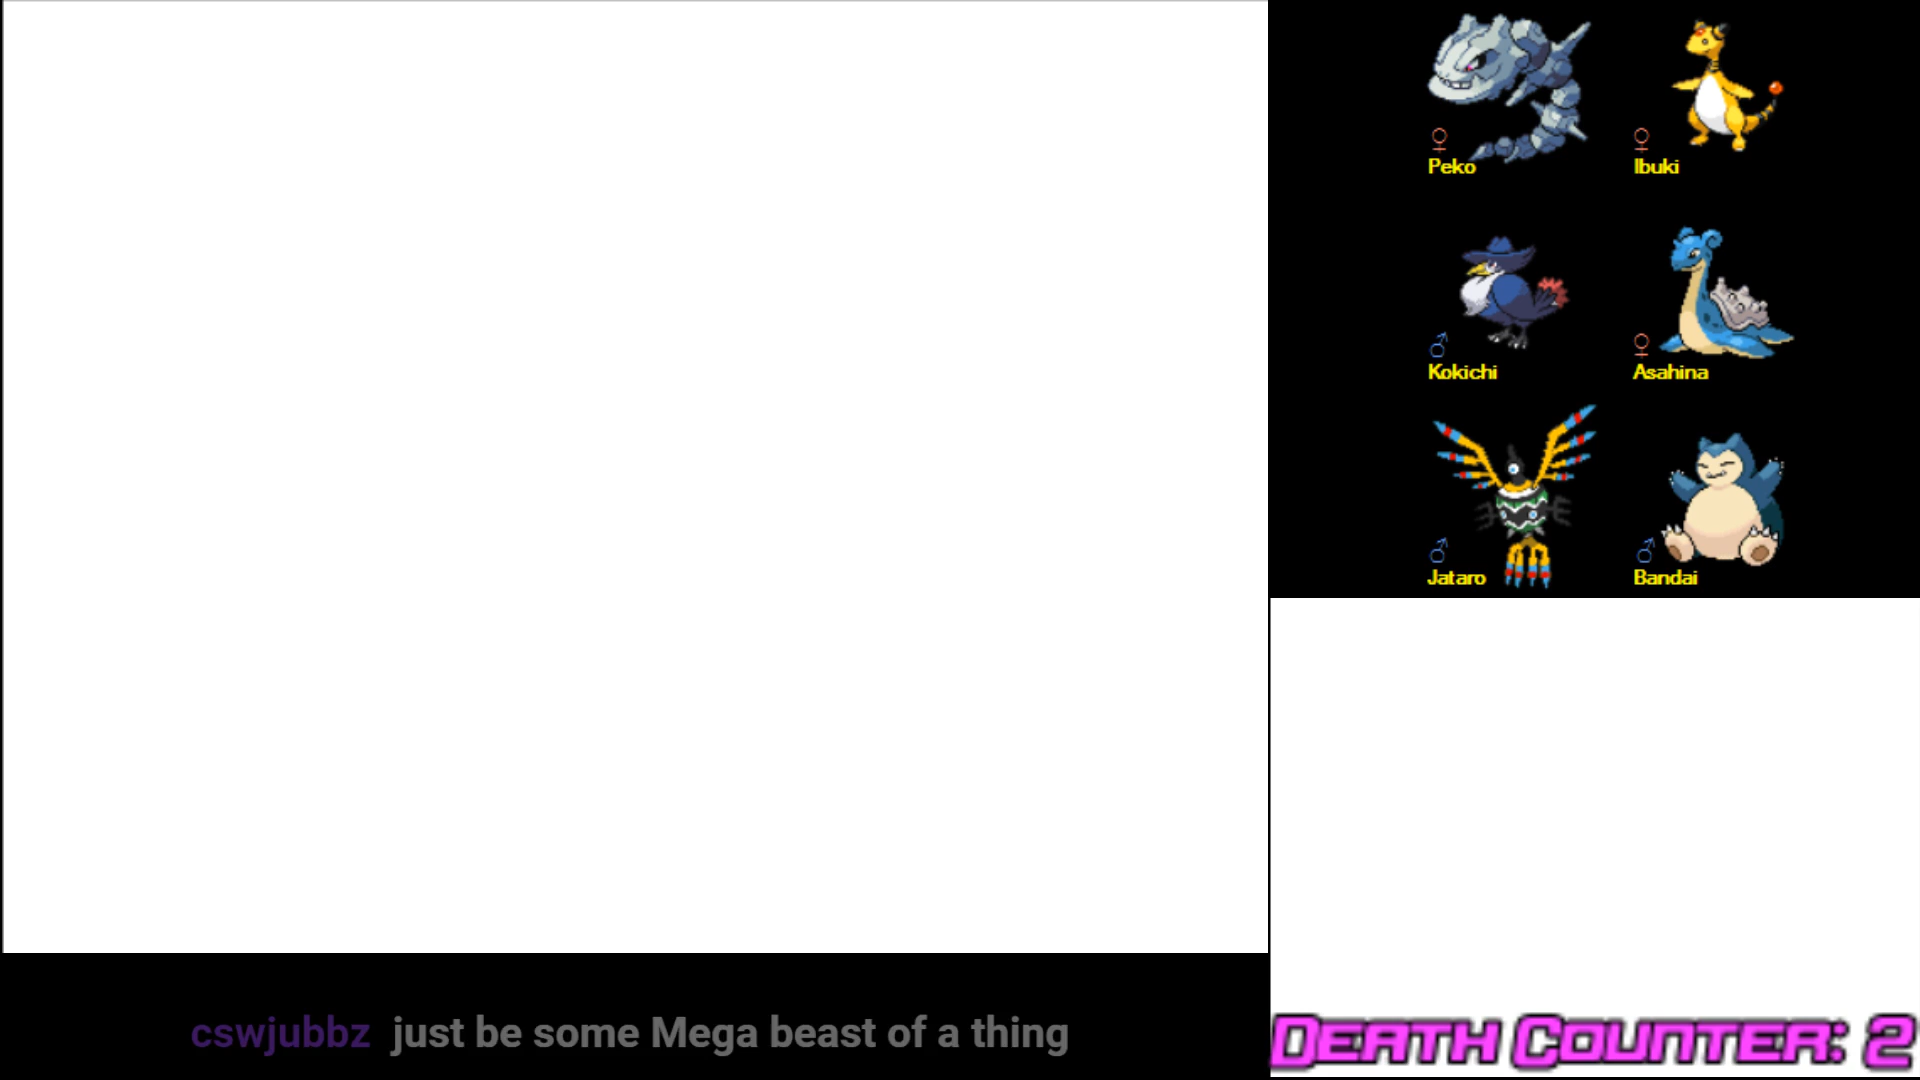 ♀ ♀
Peko Ibuki
♂ ♀
Kokichi Asahina
♂ ♂
Jataro Bandai
cswjubbz just be some Mega beast of a thing
DEATH COUNTER: 2